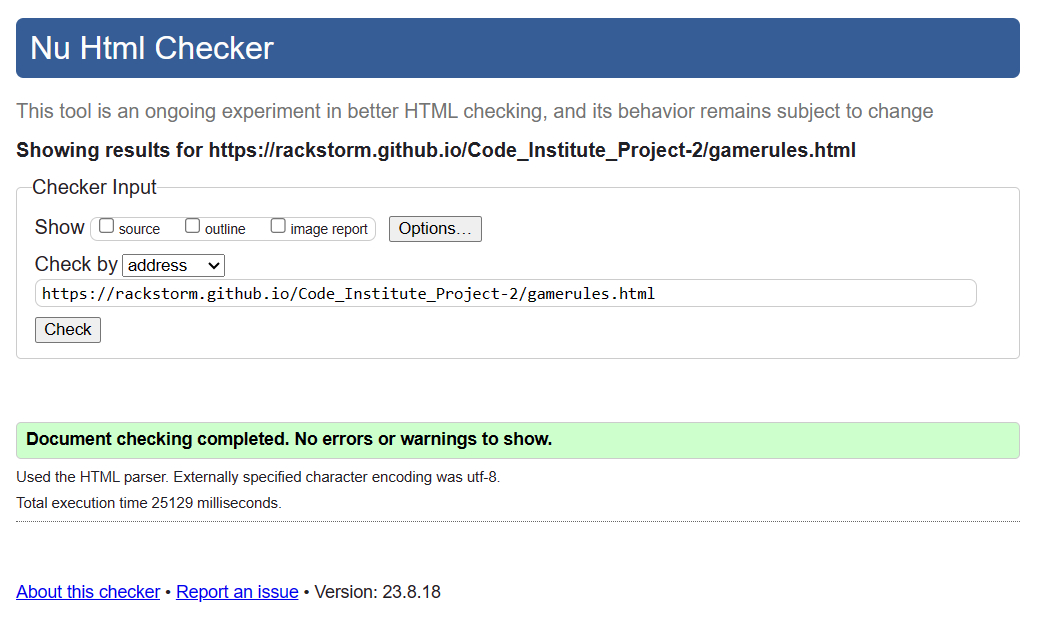 Nu Html Checker
This tool is an ongoing experiment in better HTML checking, and its behavior remains subject to change
Showing results for https://rackstorm.github.io/Code_Institute_Project-2/gamerules.html
Checker Input
Show source outline image report Options...
Check by address
https://rackstorm.github.io/Code_Institute_Project-2/gamerules.html
Check
Document checking completed. No errors or warnings to show.
Used the HTML parser. Externally specified character encoding was utf-8.
Total execution time 25129 milliseconds.
About this checker • Report an issue • Version: 23.8.18